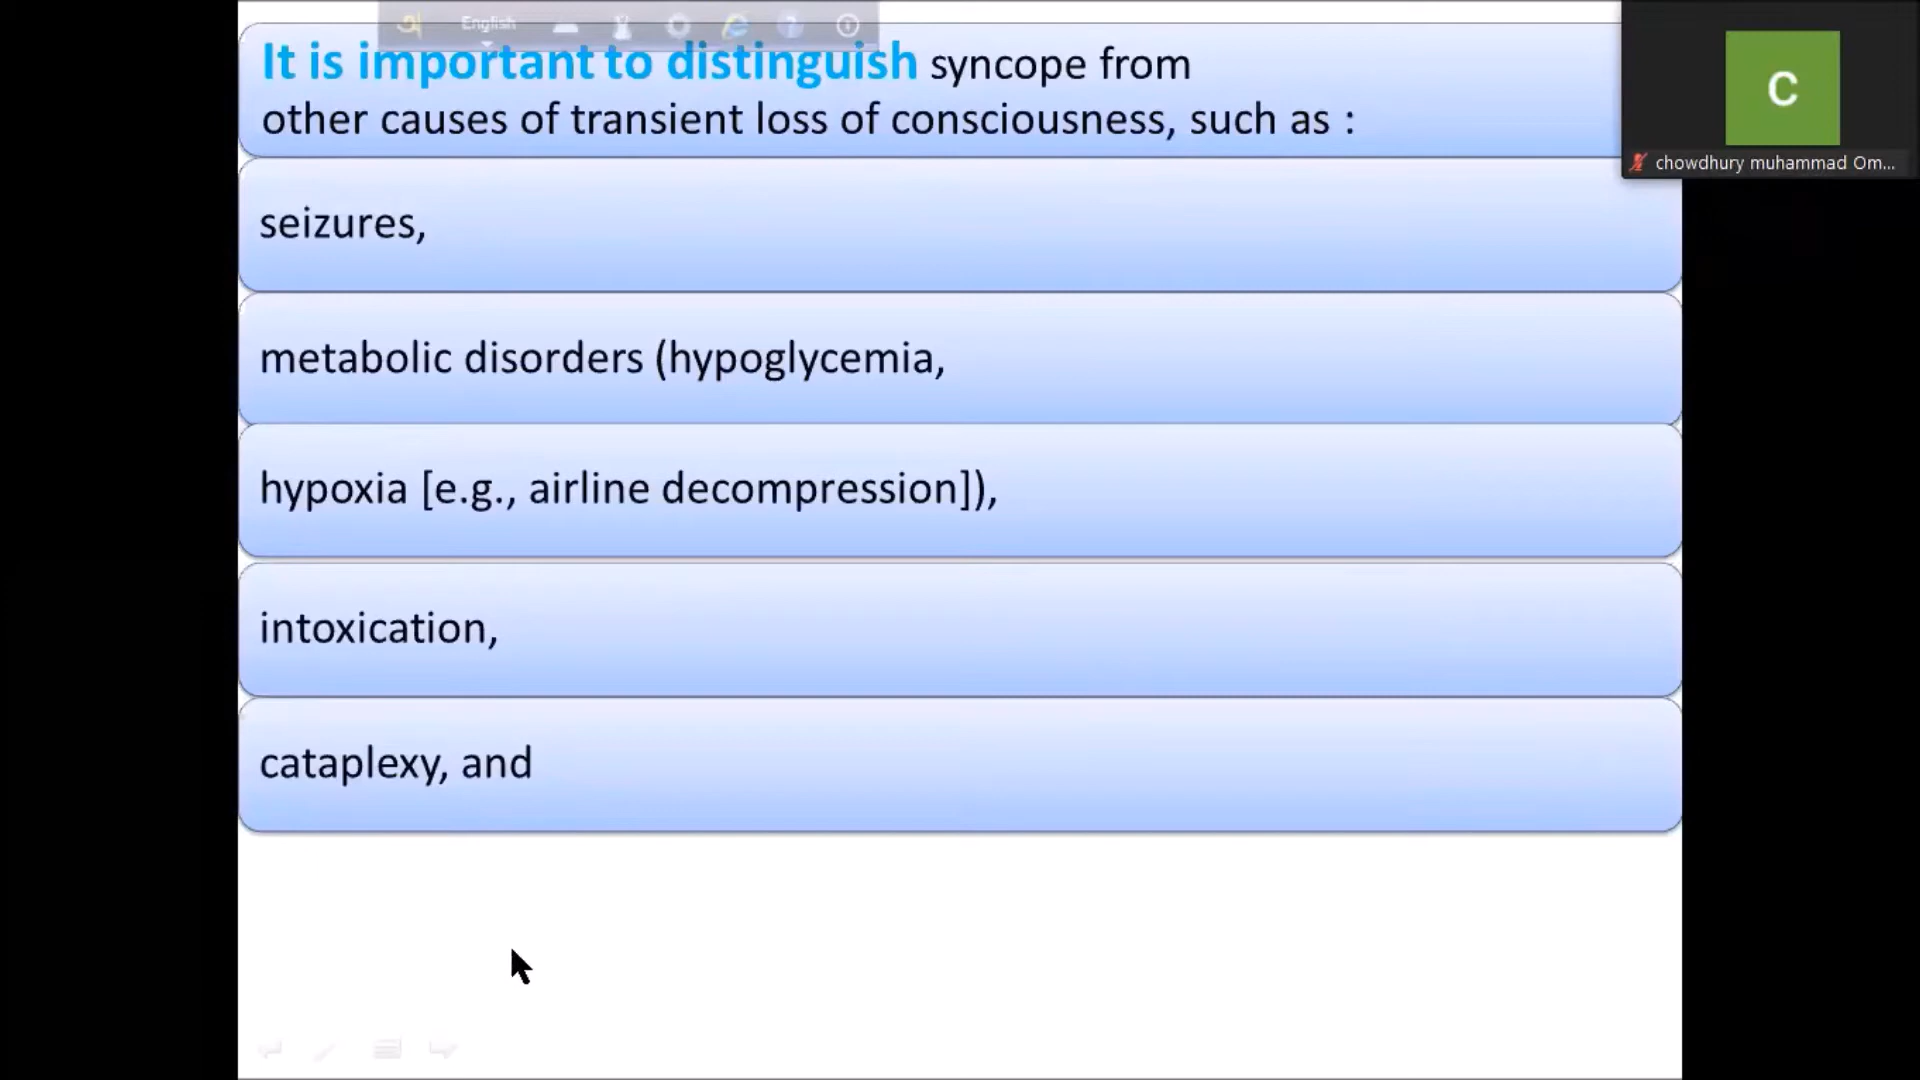 English
It is important to distinguish syncope from
other causes of transient loss of consciousness, such as :
seizures,
metabolic disorders (hypoglycemia,
hypoxia [e.g., airline decompression]),
intoxication,
cataplexy, and
C
chowdhury muhammad Om...